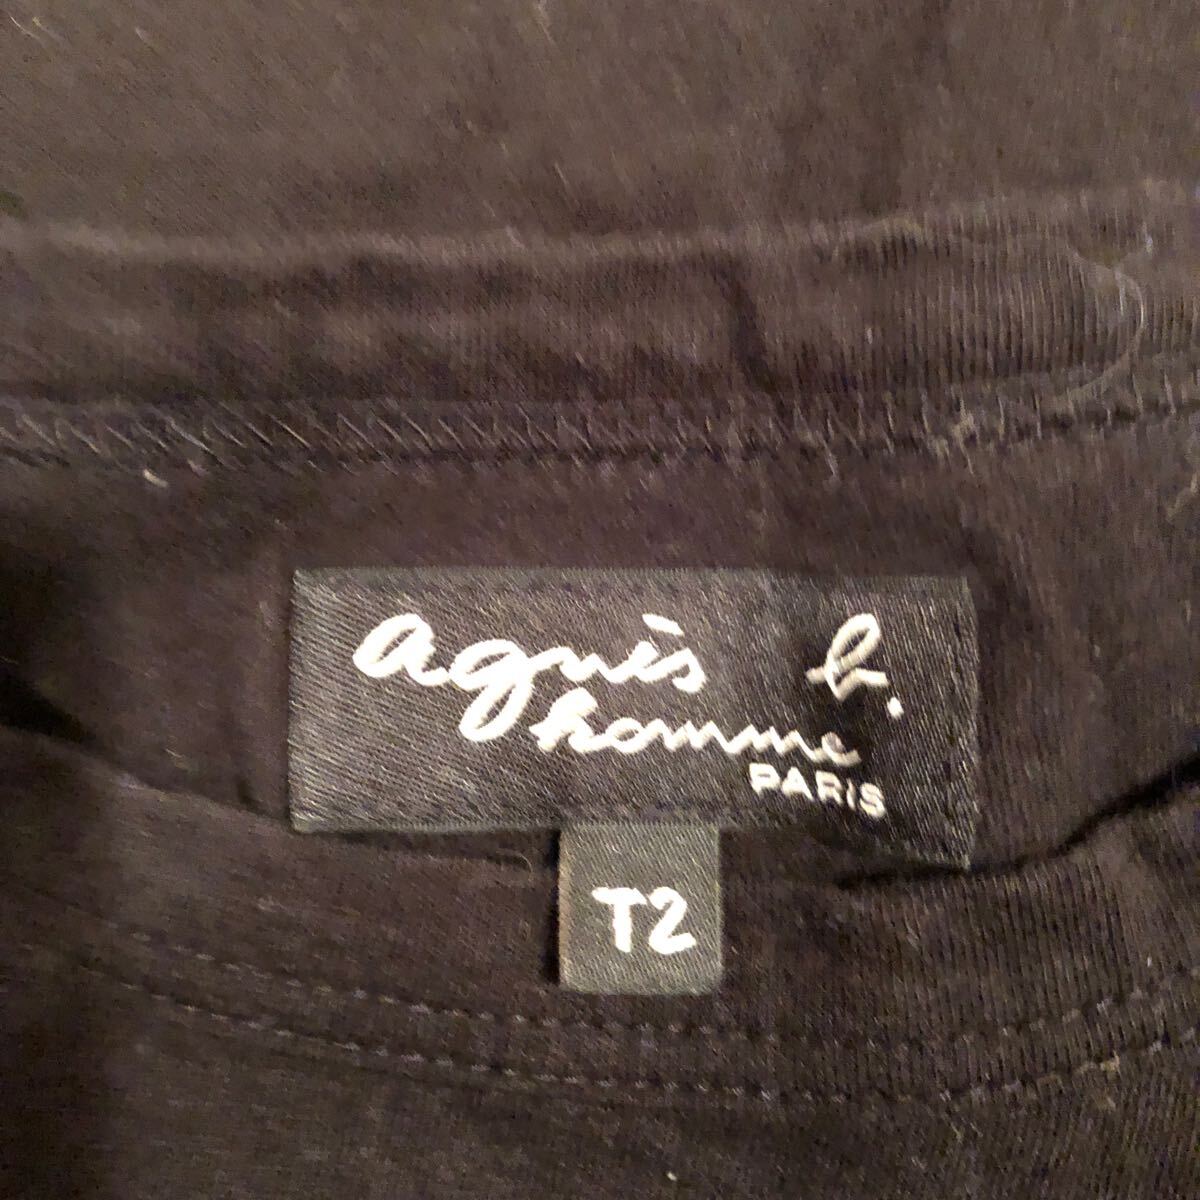 agnès b.
homme
PARIS
T2